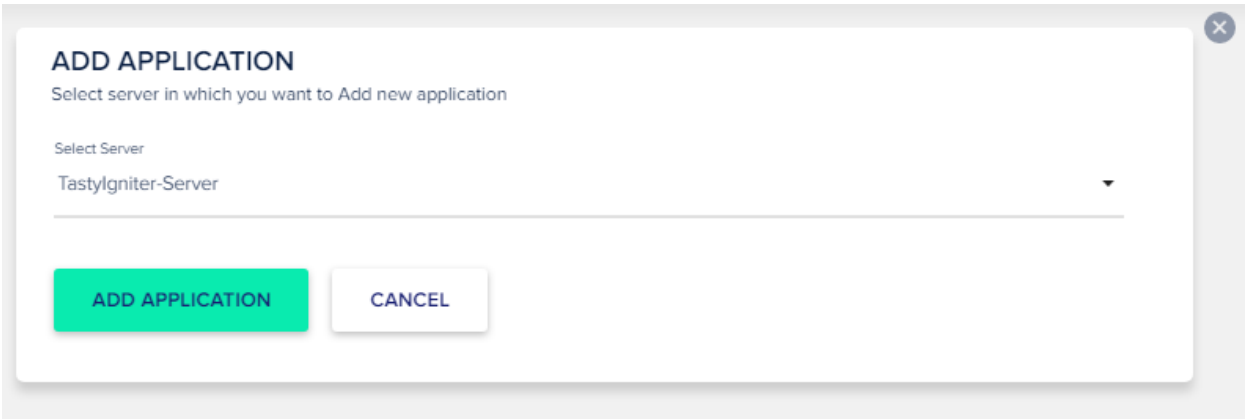 ADD APPLICATION
Select server in which you want to Add new application
Select Server
TastyIgniter-Server
ADD APPLICATION
CANCEL